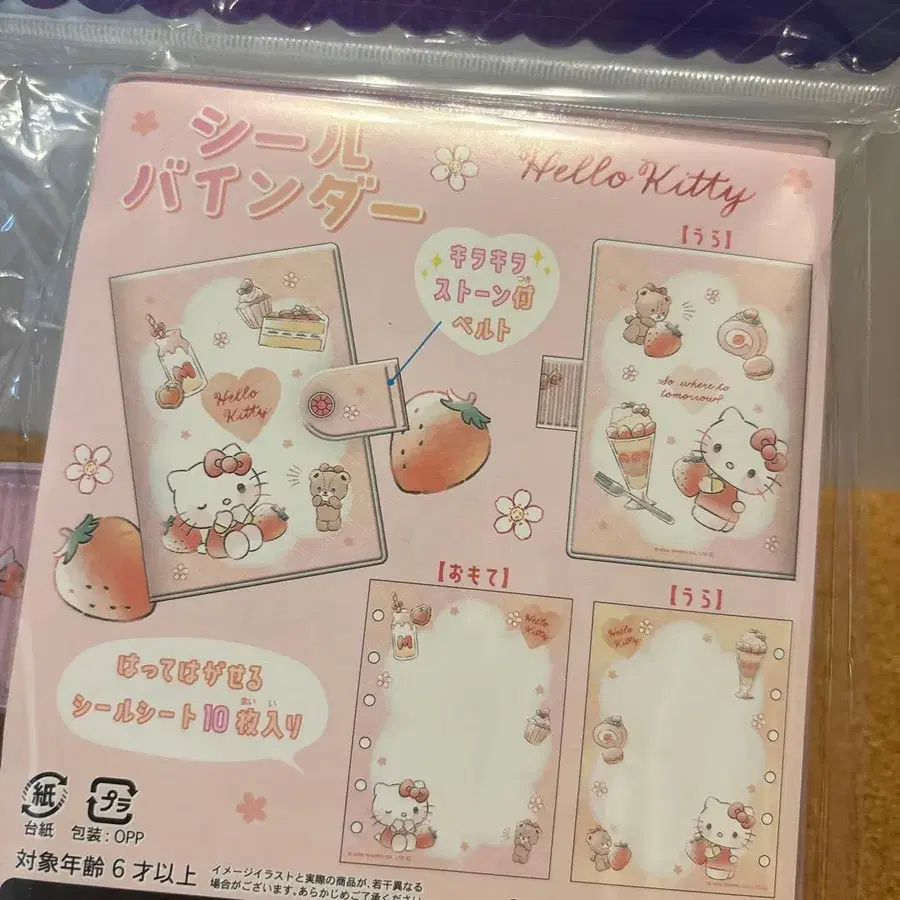 シール
バインダー
Hello Kitty
キラキラ
ストーン付
つき
ベルト
【うら】
Hello
Kitty
So where to
tomorrow?
【おもて】
【うら】
Hello
Kitty
Hello
Kitty
はってはがせる
シールシート10枚入り
まい い
紙
台紙
プラ
包装:OPP
対象年齢 6才以上
イメージイラストと実際の商品が、若干異なる
場合がございます。あらかじめご了承ください。